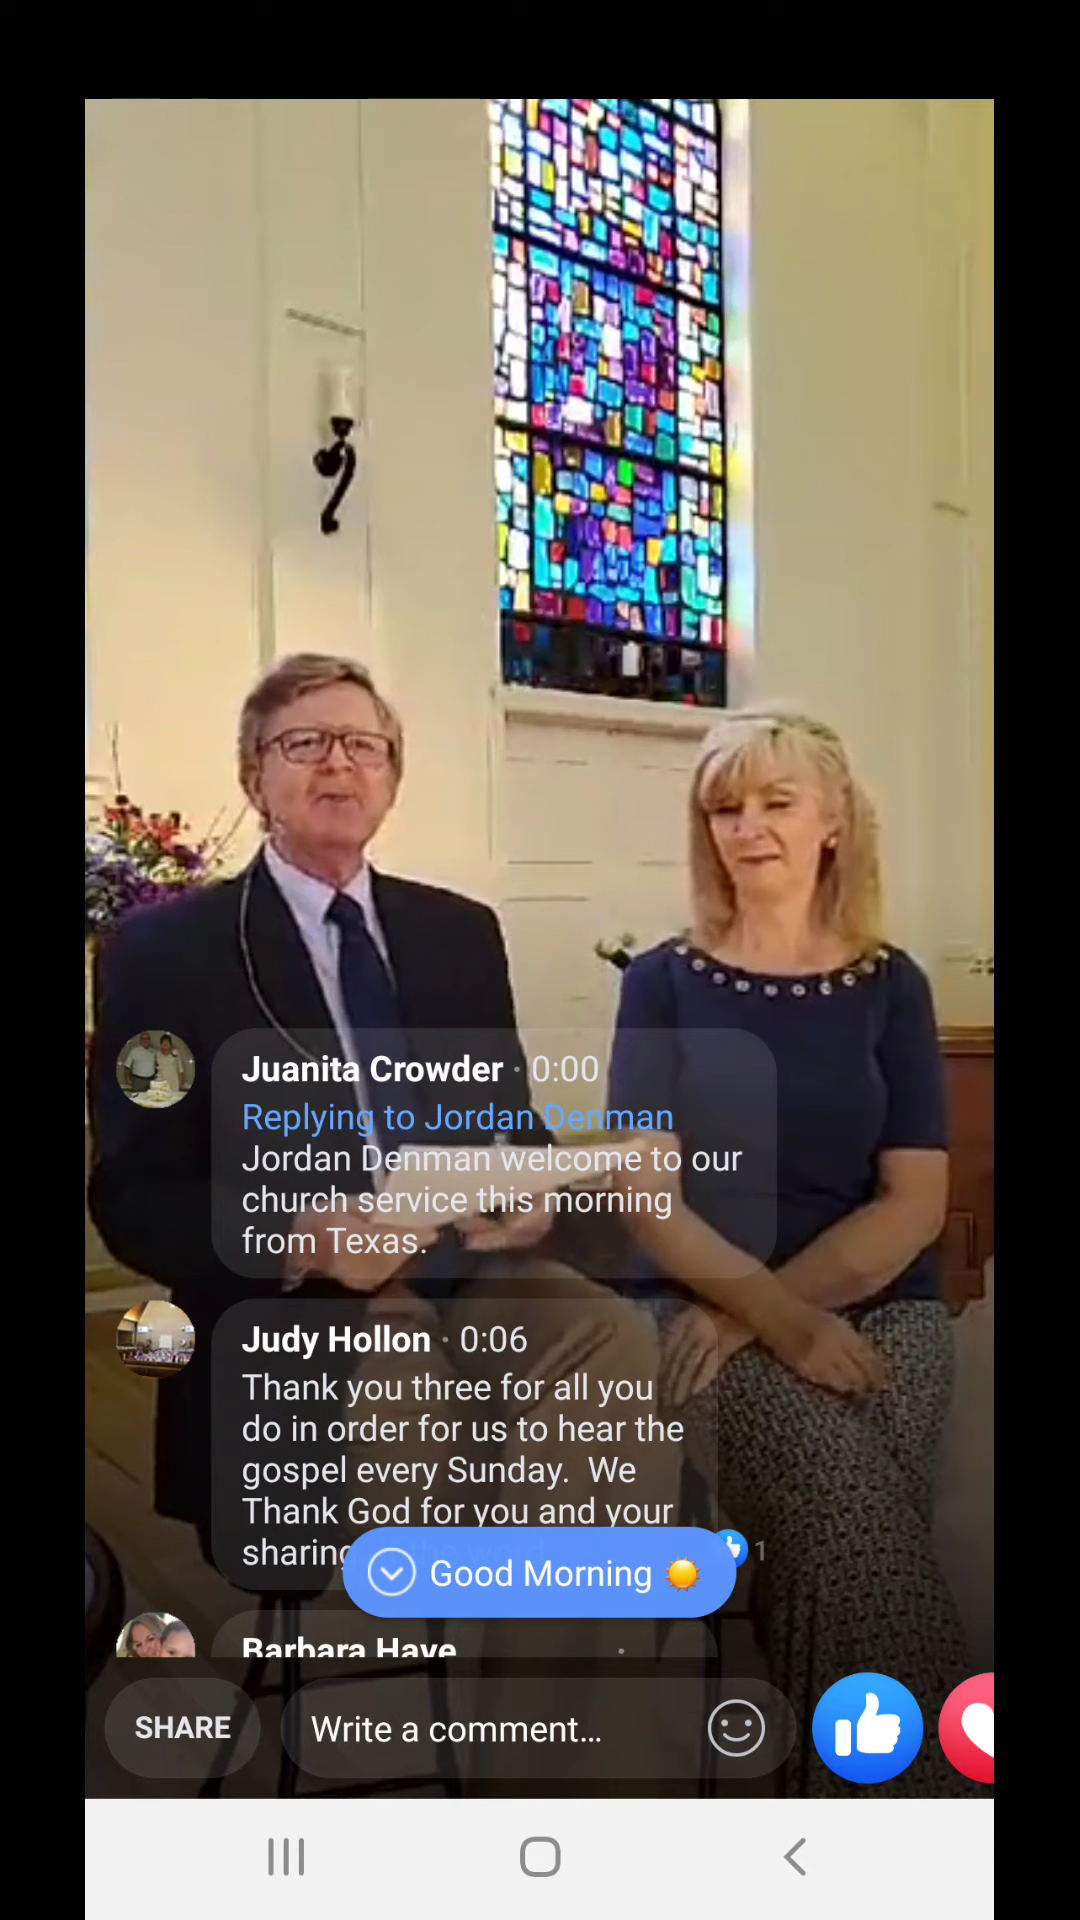 Juanita Crowder · 0:00
Replying to Jordan Denman
Jordan Denman welcome to our
church service this morning
from Texas.
Judy Hollon · 0:06
Thank you three for all you
do in order for us to hear the
gospel every Sunday. We
Thank God for you and your
sharing
1
Good Morning ☀️
Barbara Haye ·
SHARE
Write a comment...